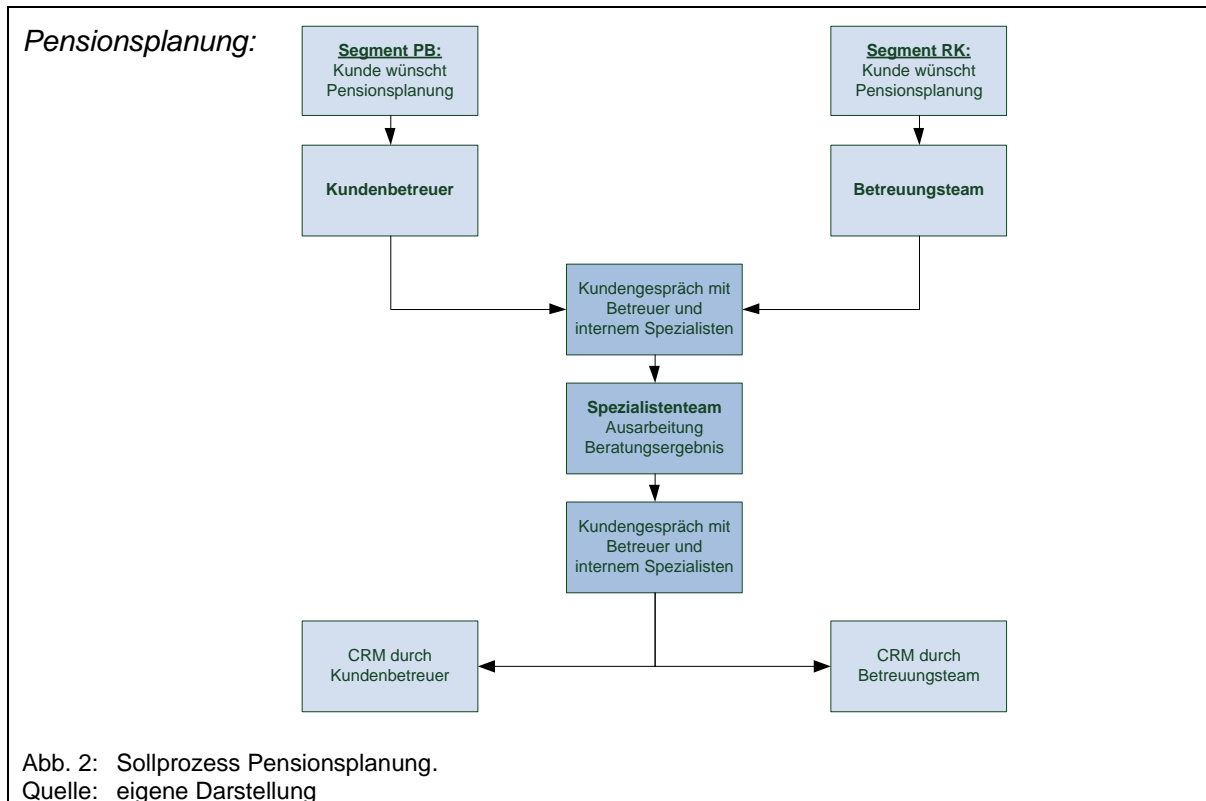 Pensionsplanung:
Segment PB:
Kunde wünscht
Pensionsplanung
Segment RK:
Kunde wünscht
Pensionsplanung
Kundenbetreuer
Betreuungsteam
Kundengespräch mit
Betreuer und
internem Spezialisten
Spezialistenteam
Ausarbeitung
Beratungsergebnis
Kundengespräch mit
Betreuer und
internem Spezialisten
CRM durch
Kundenbetreuer
CRM durch
Betreuungsteam
Abb. 2: Sollprozess Pensionsplanung.
Quelle: eigene Darstellung